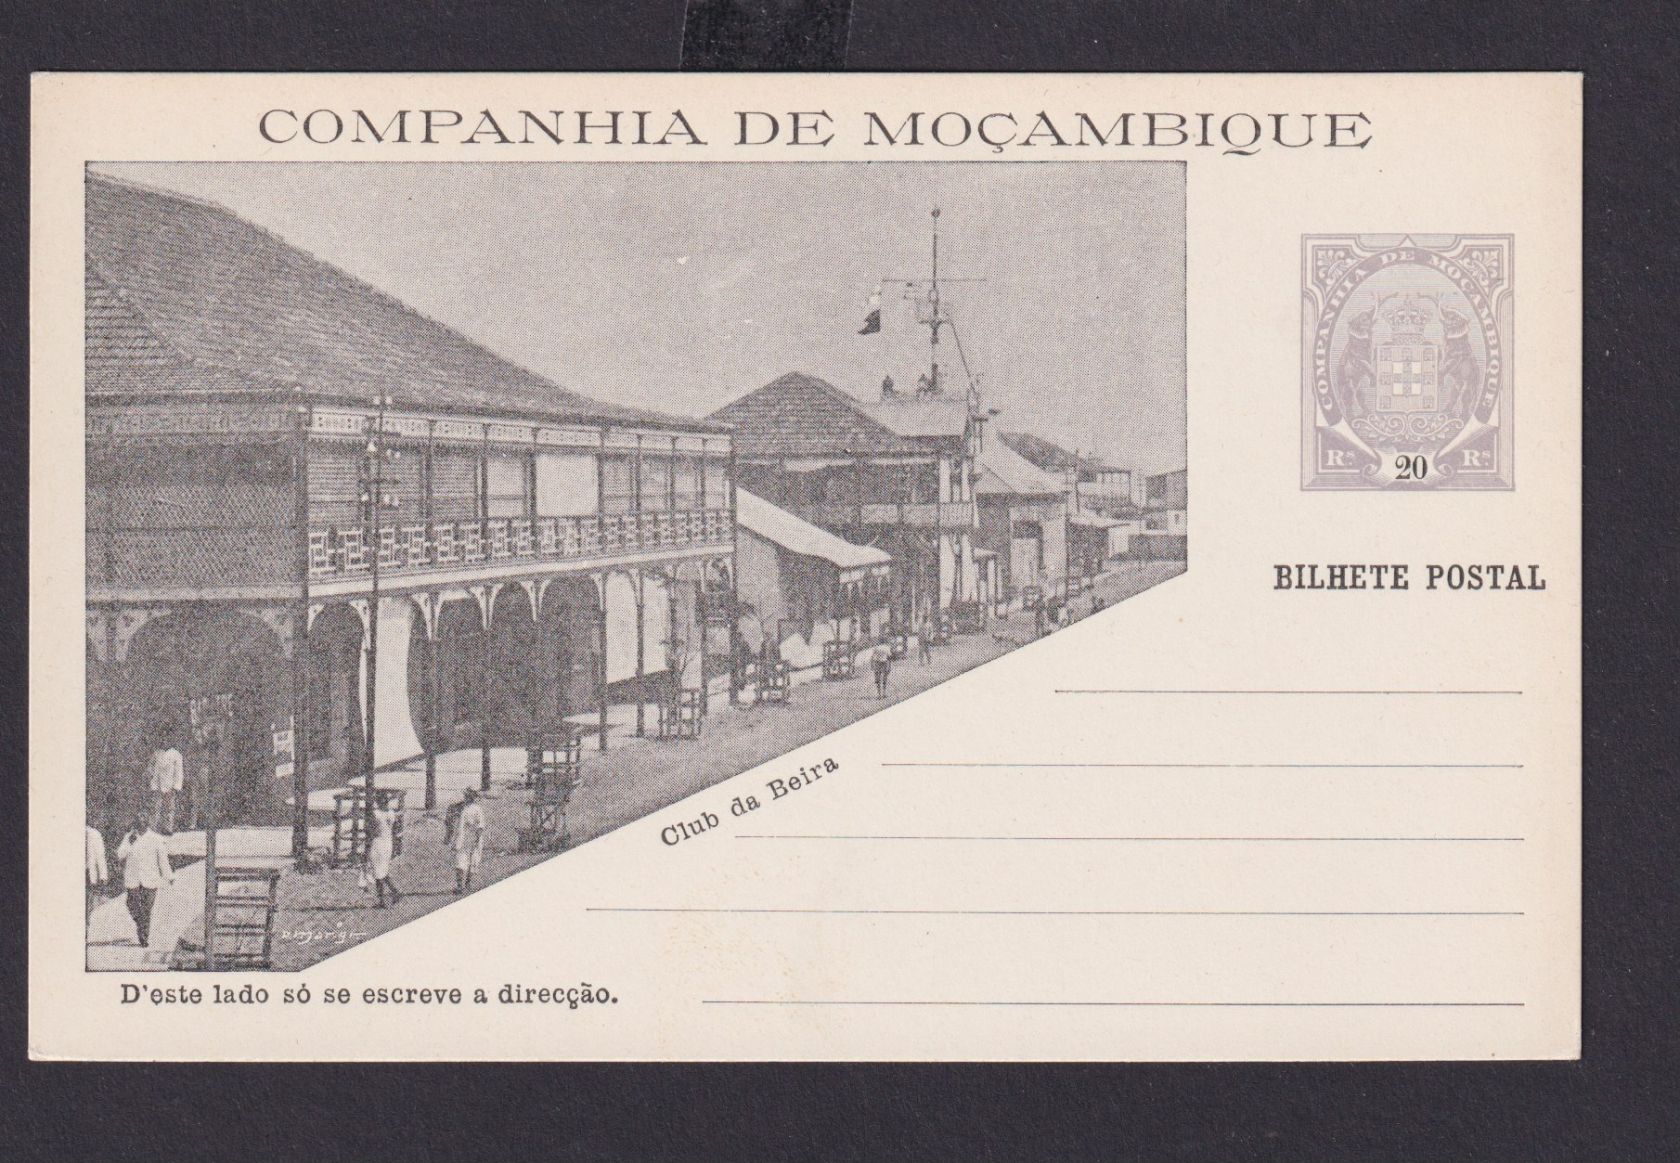 COMPANHIA DE MOÇAMBIQUE
COMPANHIA DE MOÇAMBIQUE
Rˢ 20 Rˢ
BILHETE POSTAL
Club da Beira
D'este lado só se escreve a direcção.